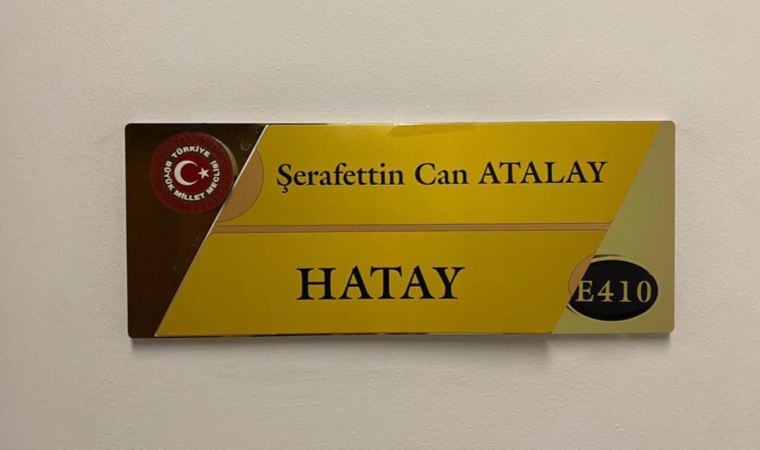 TÜRKİYE
BÜYÜK MİLLET MECLİSİ
Şerafettin Can ATALAY
HATAY
E410